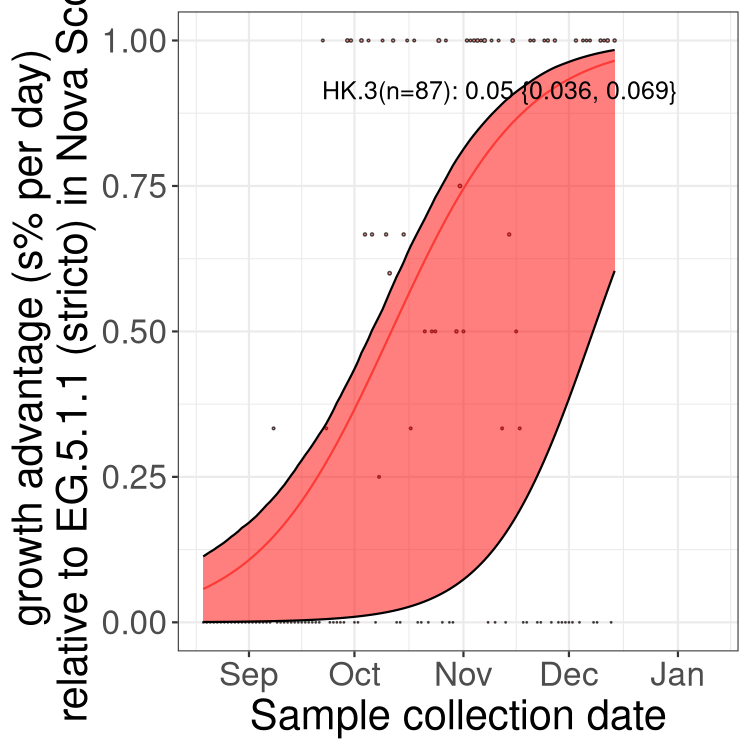 growth advantage (s% per day)
relative to EG.5.1.1 (stricto) in Nova Sco
1.00
0.75
0.50
0.25
0.00
HK.3(n=87): 0.05 {0.036, 0.069}
Sep Oct Nov Dec Jan
Sample collection date